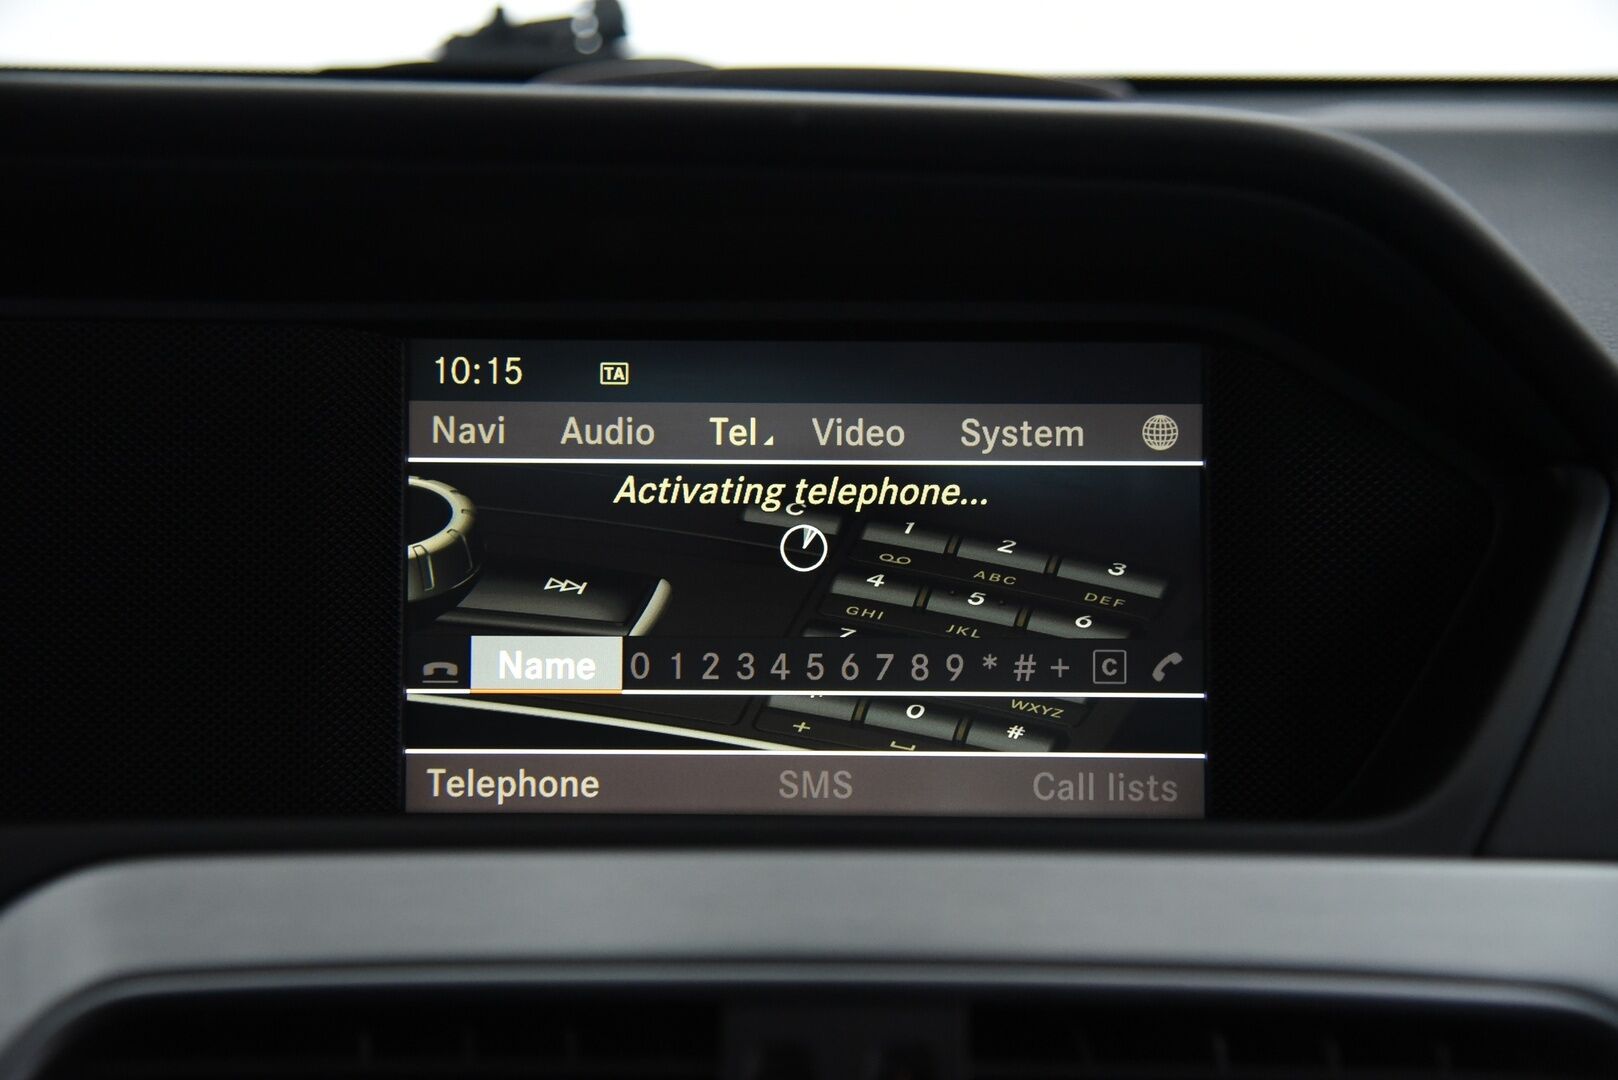 10:15 TA
Navi Audio Tel Video System
Activating telephone...
C
1 2 3
ABC DEF
4 5 6
GHI JKL
7
Name 0 1 2 3 4 5 6 7 8 9 * # + C
WXYZ
+ 0 #
Telephone SMS Call lists